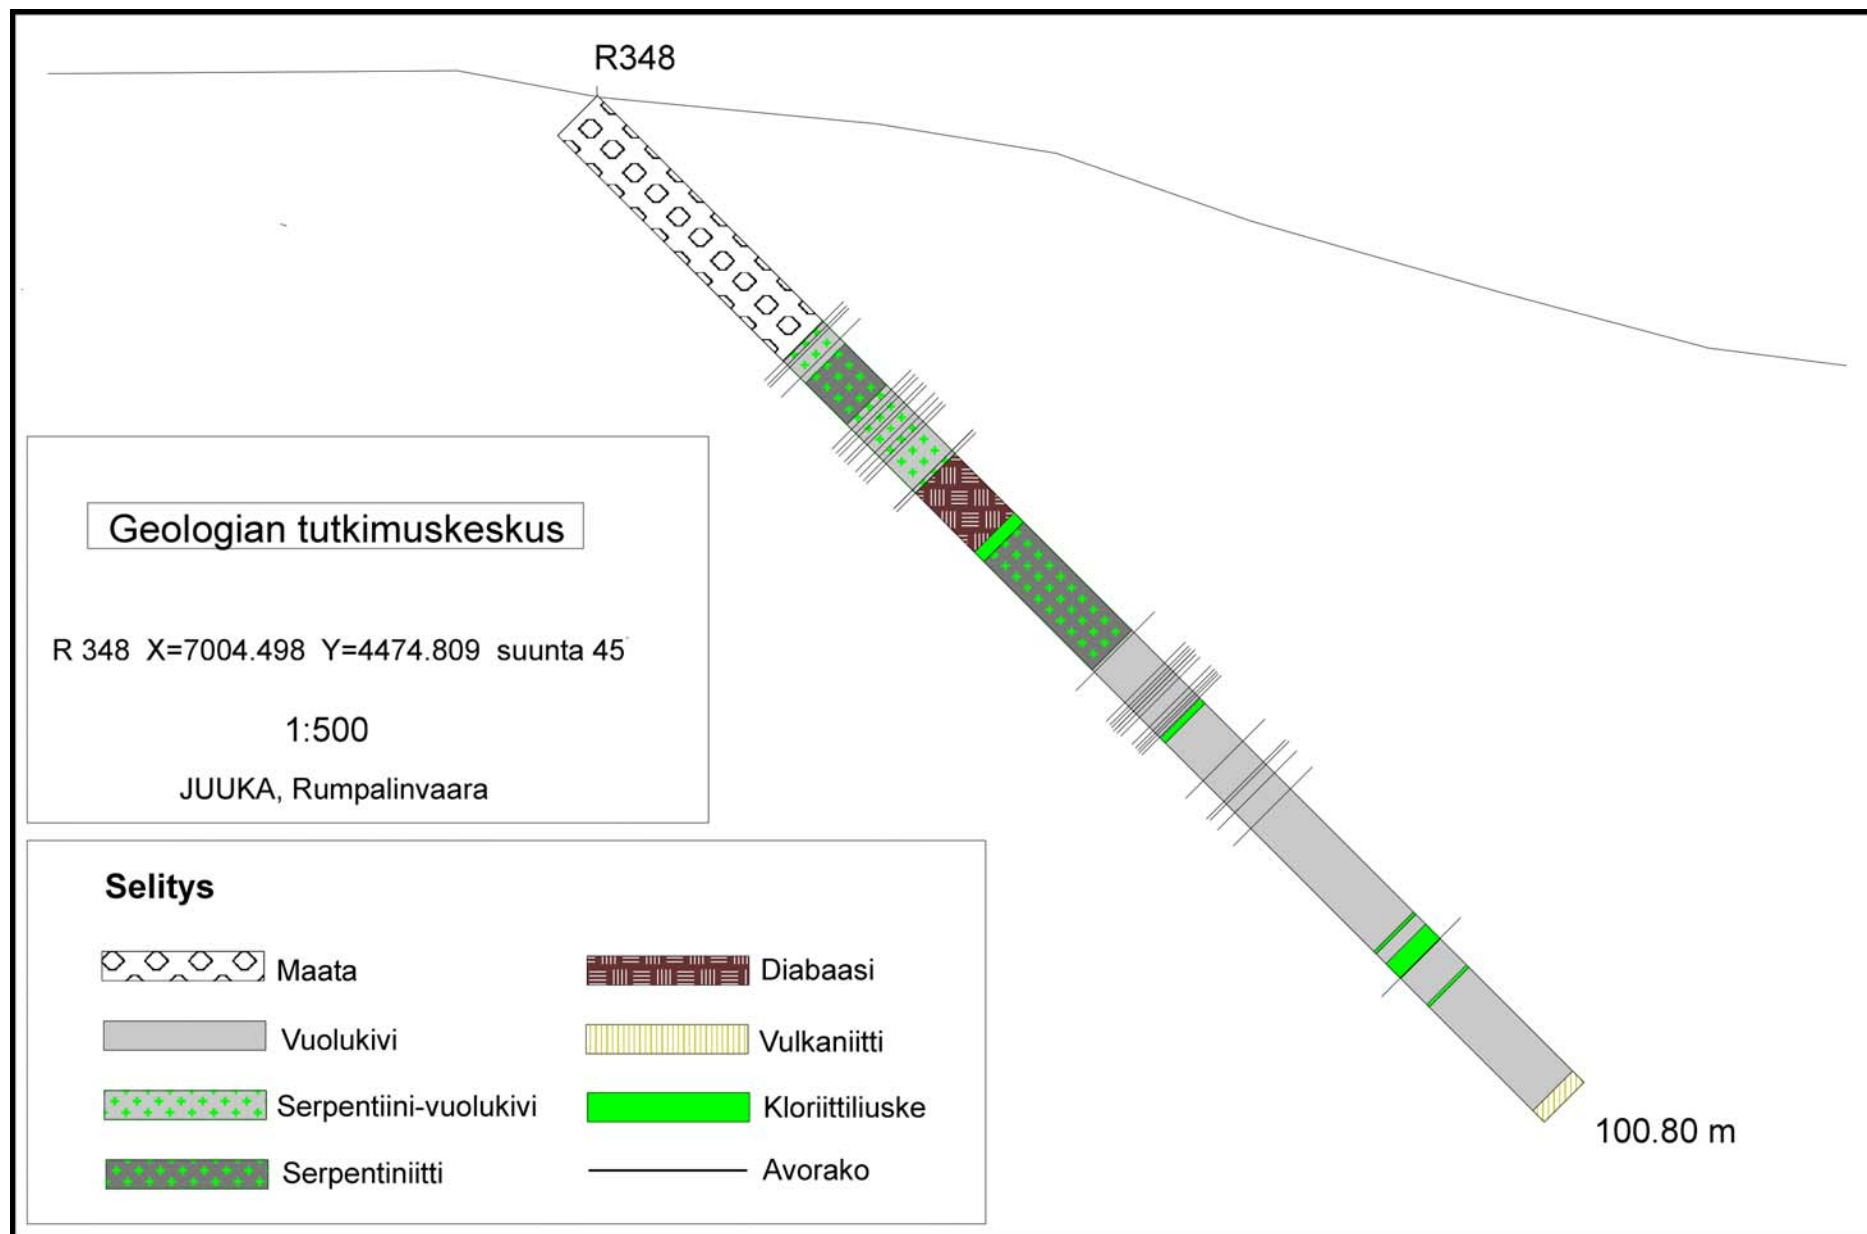 R348
Geologian tutkimuskeskus
R 348 X=7004.498 Y=4474.809 suunta 45
1:500
JUUKA, Rumpalinvaara
Selitys
Maata
Vuolukivi
Serpentiini-vuolukivi
Serpentiniitti
Diabaasi
Vulkaniitti
Kloriittiliuske
Avorako
100.80 m